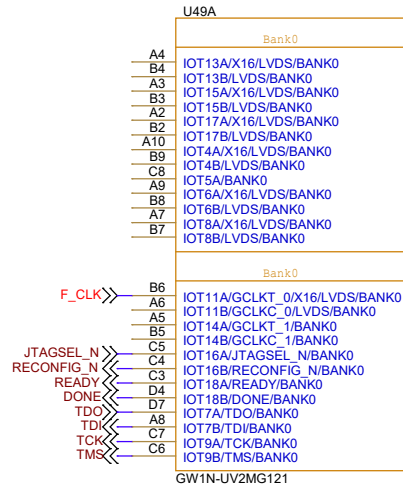 U49A
Bank0
A4 IOT13A/X16/LVDS/BANK0
B4 IOT13B/LVDS/BANK0
A3 IOT15A/X16/LVDS/BANK0
B3 IOT15B/LVDS/BANK0
A2 IOT17A/X16/LVDS/BANK0
B2 IOT17B/LVDS/BANK0
A10 IOT4A/X16/LVDS/BANK0
B9 IOT4B/LVDS/BANK0
C8 IOT5A/BANK0
A9 IOT6A/X16/LVDS/BANK0
B8 IOT6B/LVDS/BANK0
A7 IOT8A/X16/LVDS/BANK0
B7 IOT8B/LVDS/BANK0
Bank0
F_CLK B6 IOT11A/GCLKT_0/X16/LVDS/BANK0
A6 IOT11B/GCLKC_0/LVDS/BANK0
A5 IOT14A/GCLKT_1/BANK0
B5 IOT14B/GCLKC_1/BANK0
JTAGSEL_N C5 IOT16A/JTAGSEL_N/BANK0
RECONFIG_N C4 IOT16B/RECONFIG_N/BANK0
READY C3 IOT18A/READY/BANK0
DONE D4 IOT18B/DONE/BANK0
TDO D7 IOT7A/TDO/BANK0
TDI A8 IOT7B/TDI/BANK0
TCK C7 IOT9A/TCK/BANK0
TMS C6 IOT9B/TMS/BANK0
GW1N-UV2MG121